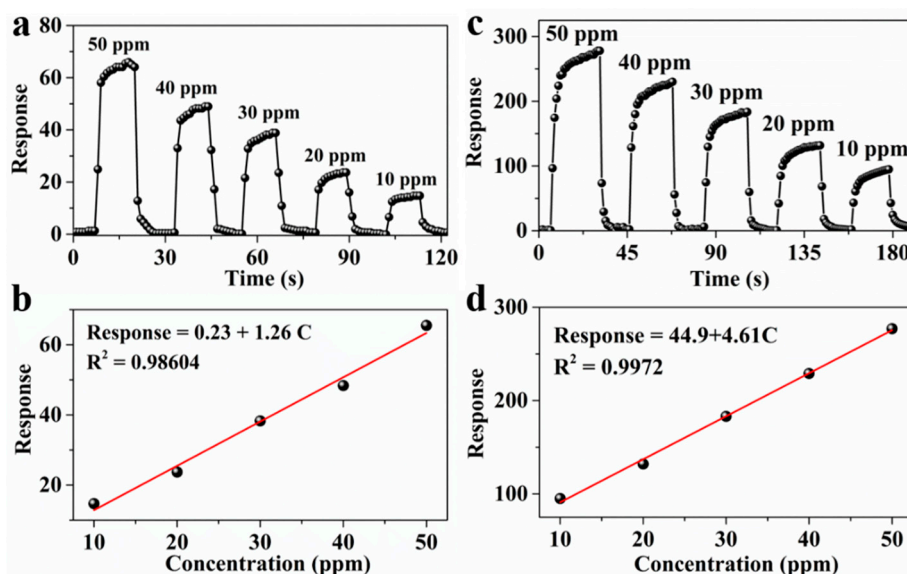 a
80
60
40
20
0
Response
50 ppm
40 ppm
30 ppm
20 ppm
10 ppm
0 30 60 90 120
Time (s)
c
300
250
200
150
100
50
0
Response
50 ppm
40 ppm
30 ppm
20 ppm
10 ppm
0 45 90 135 180
Time (s)
b
60
40
20
Response
Response = 0.23 + 1.26 C
R² = 0.98604
10 20 30 40 50
Concentration (ppm)
d
300
200
100
Response
Response = 44.9+4.61C
R² = 0.9972
10 20 30 40 50
Concentration (ppm)